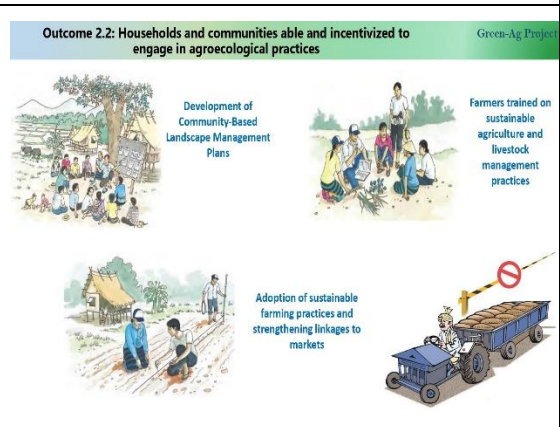 Outcome 2.2: Households and communities able and incentivized to
engage in agroecological practices
Green-Ag Project
Development of
Community-Based
Landscape Management
Plans
Farmers trained on
sustainable
agriculture and
livestock
management
practices
Adoption of sustainable
farming practices and
strengthening linkages to
markets